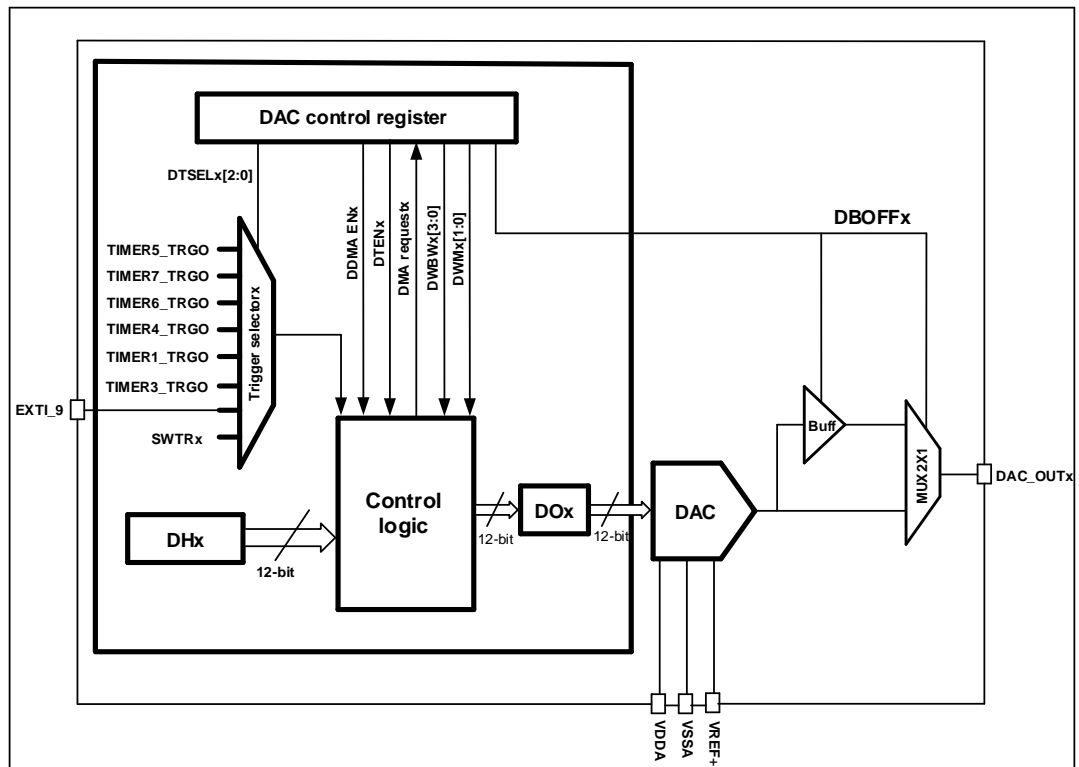 DAC control register
DTSELx[2:0]
DDMA ENx
DTENx
DMA requestx
DWBWx[3:0]
DWMx[1:0]
DBOFFx
TIMER5_TRGO
TIMER7_TRGO
TIMER6_TRGO
TIMER4_TRGO
TIMER1_TRGO
TIMER3_TRGO
EXTI_9
SWTRx
Trigger selectorx
Buff
MUX 2X1
DAC_OUTx
Control
logic
DHx
12-bit
12-bit
DOx
12-bit
DAC
VDDA
VSSA
VREF+